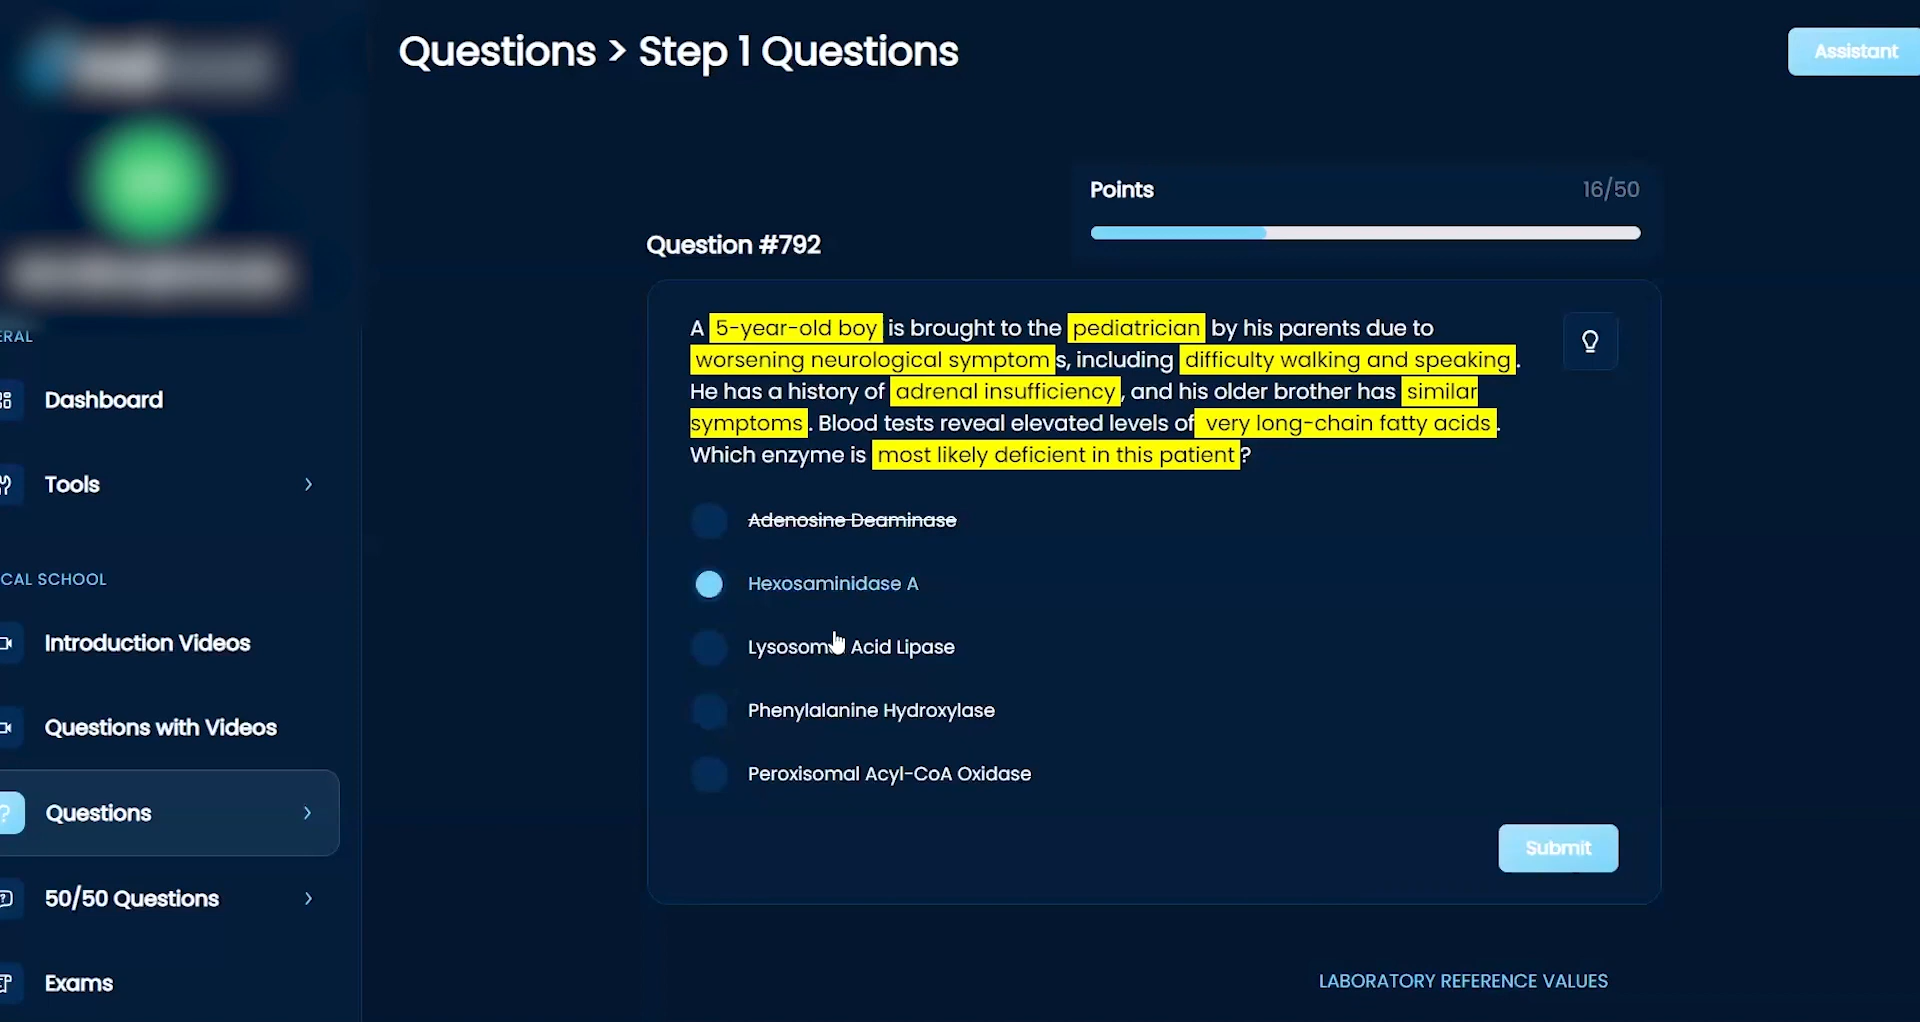 Questions > Step 1 Questions
Assistant
Points
16/50
Question #792
A 5-year-old boy is brought to the pediatrician by his parents due to
worsening neurological symptoms, including difficulty walking and speaking.
He has a history of adrenal insufficiency, and his older brother has similar
symptoms. Blood tests reveal elevated levels of very long-chain fatty acids.
Which enzyme is most likely deficient in this patient?
Adenosine Deaminase
Hexosaminidase A
Lysosom Acid Lipase
Phenylalanine Hydroxylase
Peroxisomal Acyl-CoA Oxidase
Submit
LABORATORY REFERENCE VALUES
ERAL
Dashboard
Tools
CAL SCHOOL
Introduction Videos
Questions with Videos
Questions
50/50 Questions
Exams